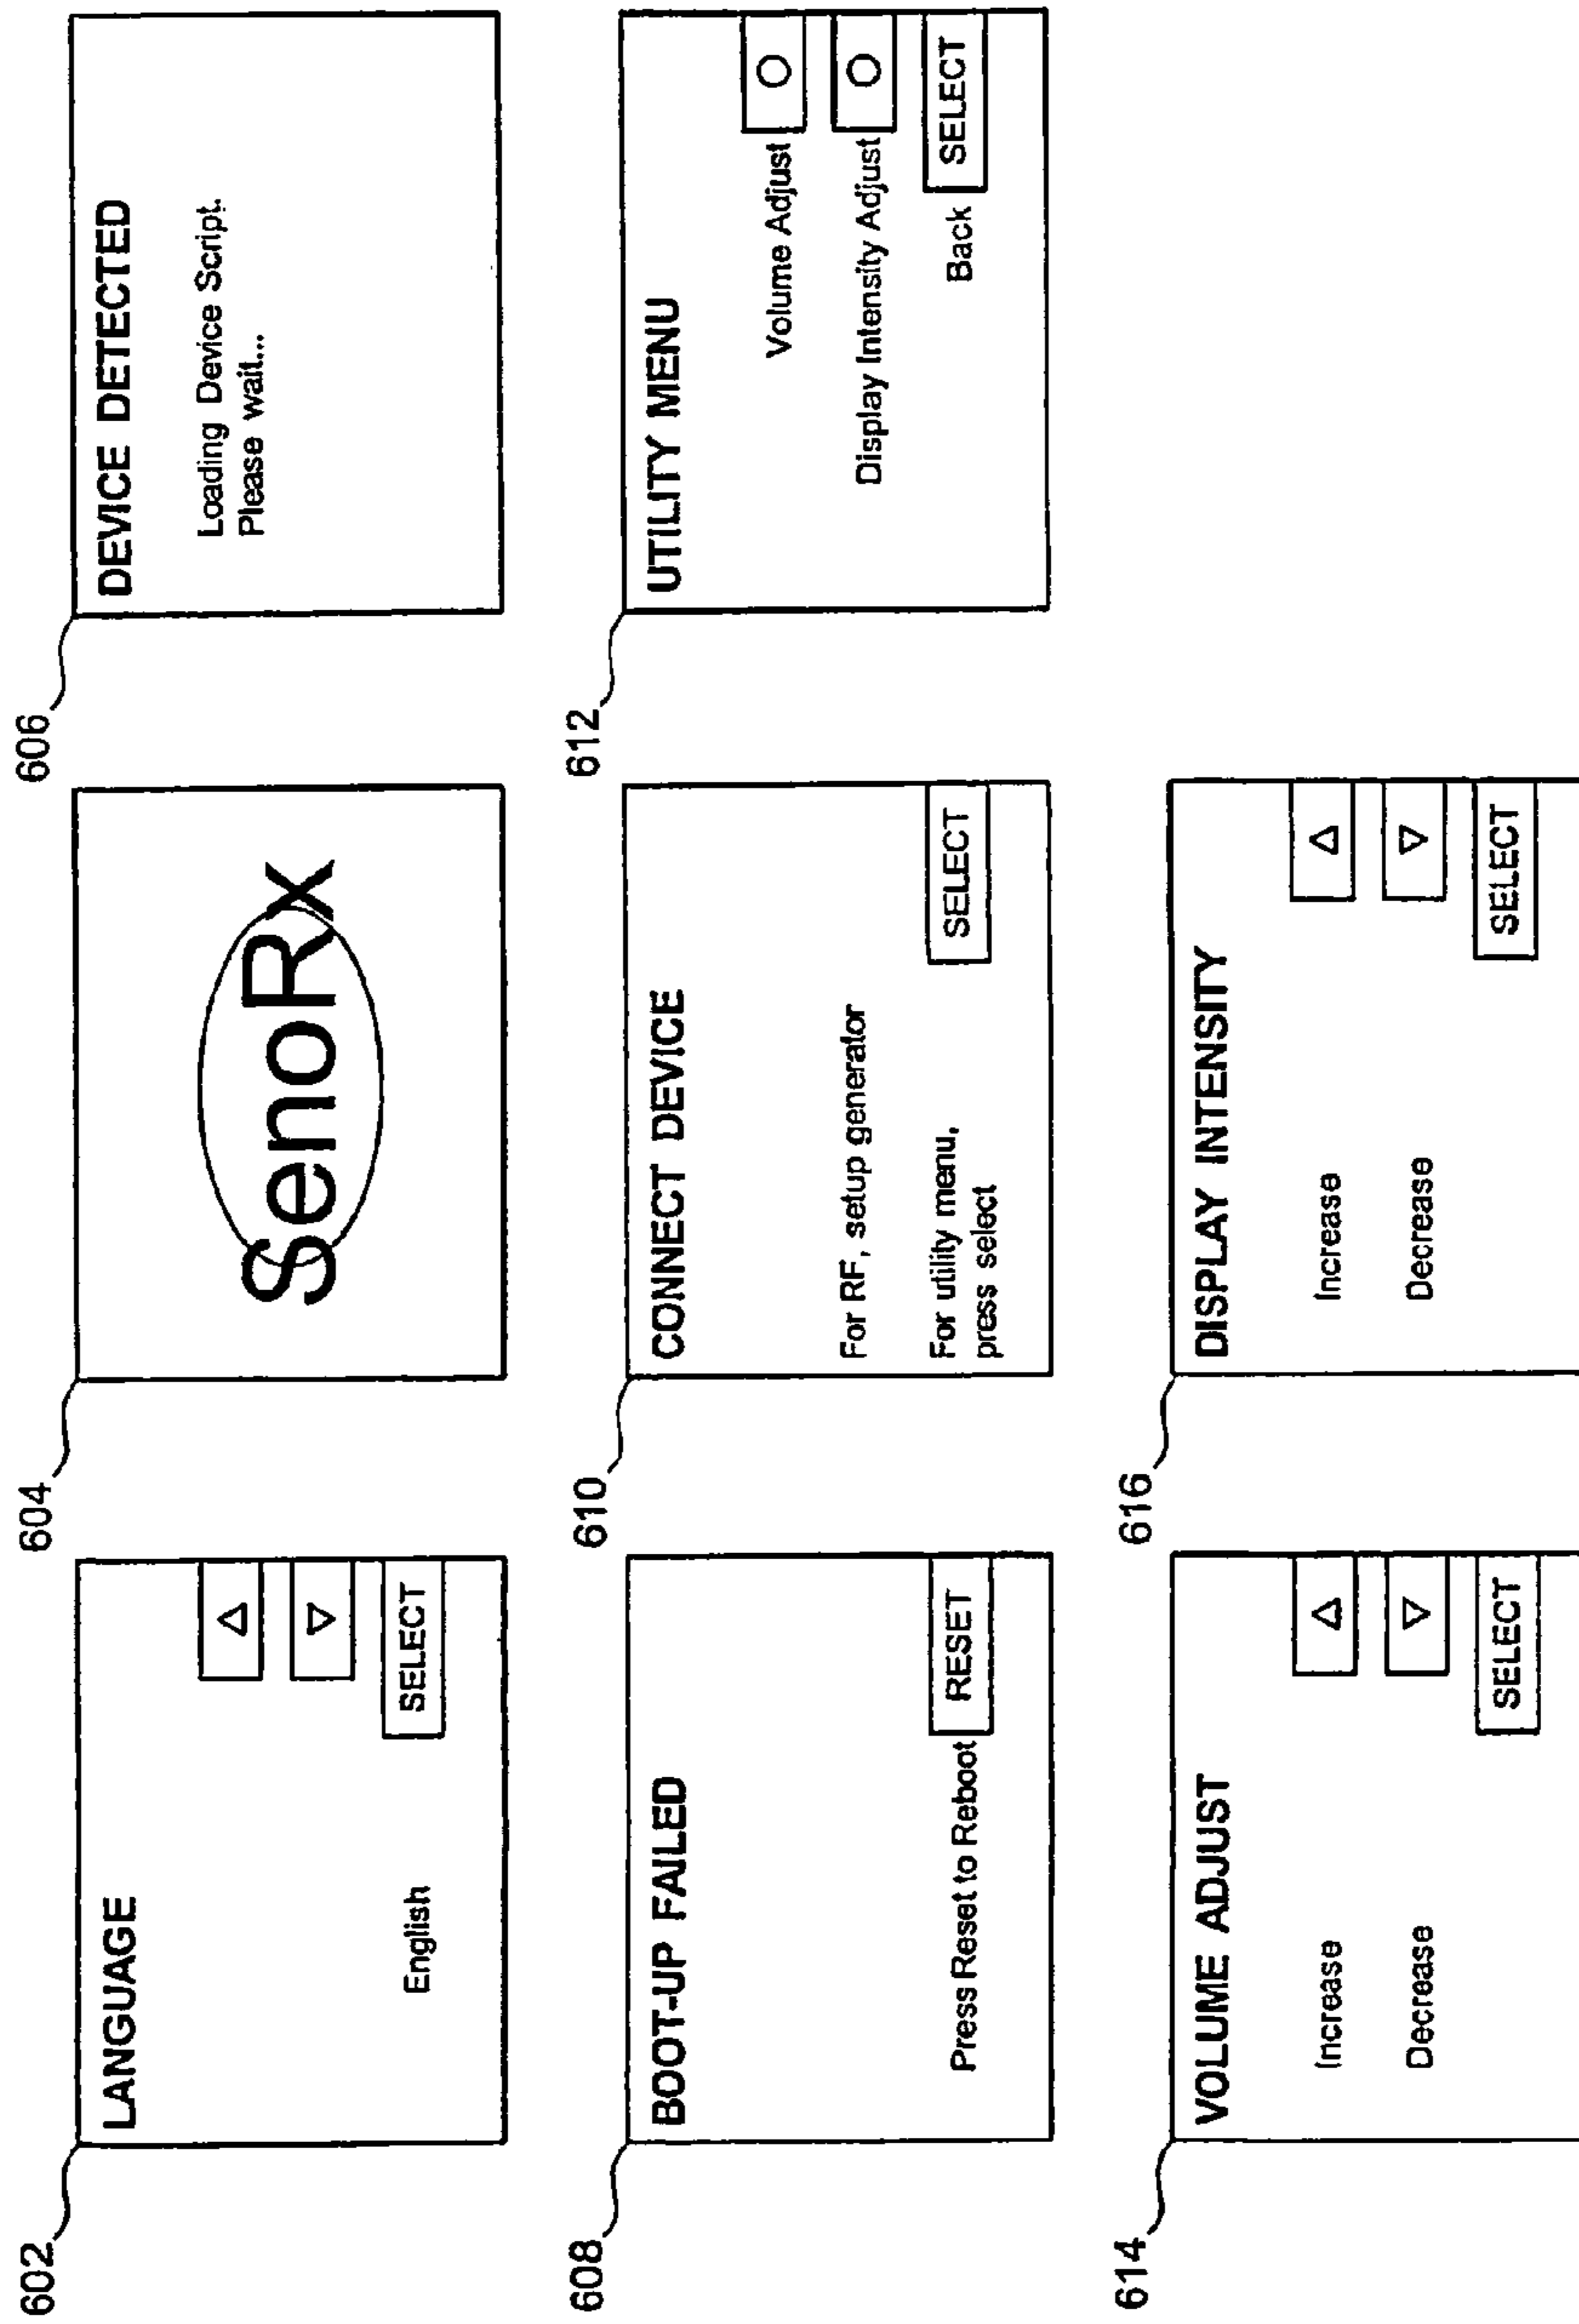 602
LANGUAGE
△
▽
English
SELECT
604
SenoRx
606
DEVICE DETECTED
Loading Device Script.
Please wait...
608
BOOT-UP FAILED
Press Reset to Reboot
RESET
610
CONNECT DEVICE
For RF, setup generator
For utility menu,
press select
SELECT
612
UTILITY MENU
Volume Adjust
Display Intensity Adjust
Back
SELECT
614
VOLUME ADJUST
Increase △
Decrease ▽
SELECT
616
DISPLAY INTENSITY
Increase △
Decrease ▽
SELECT